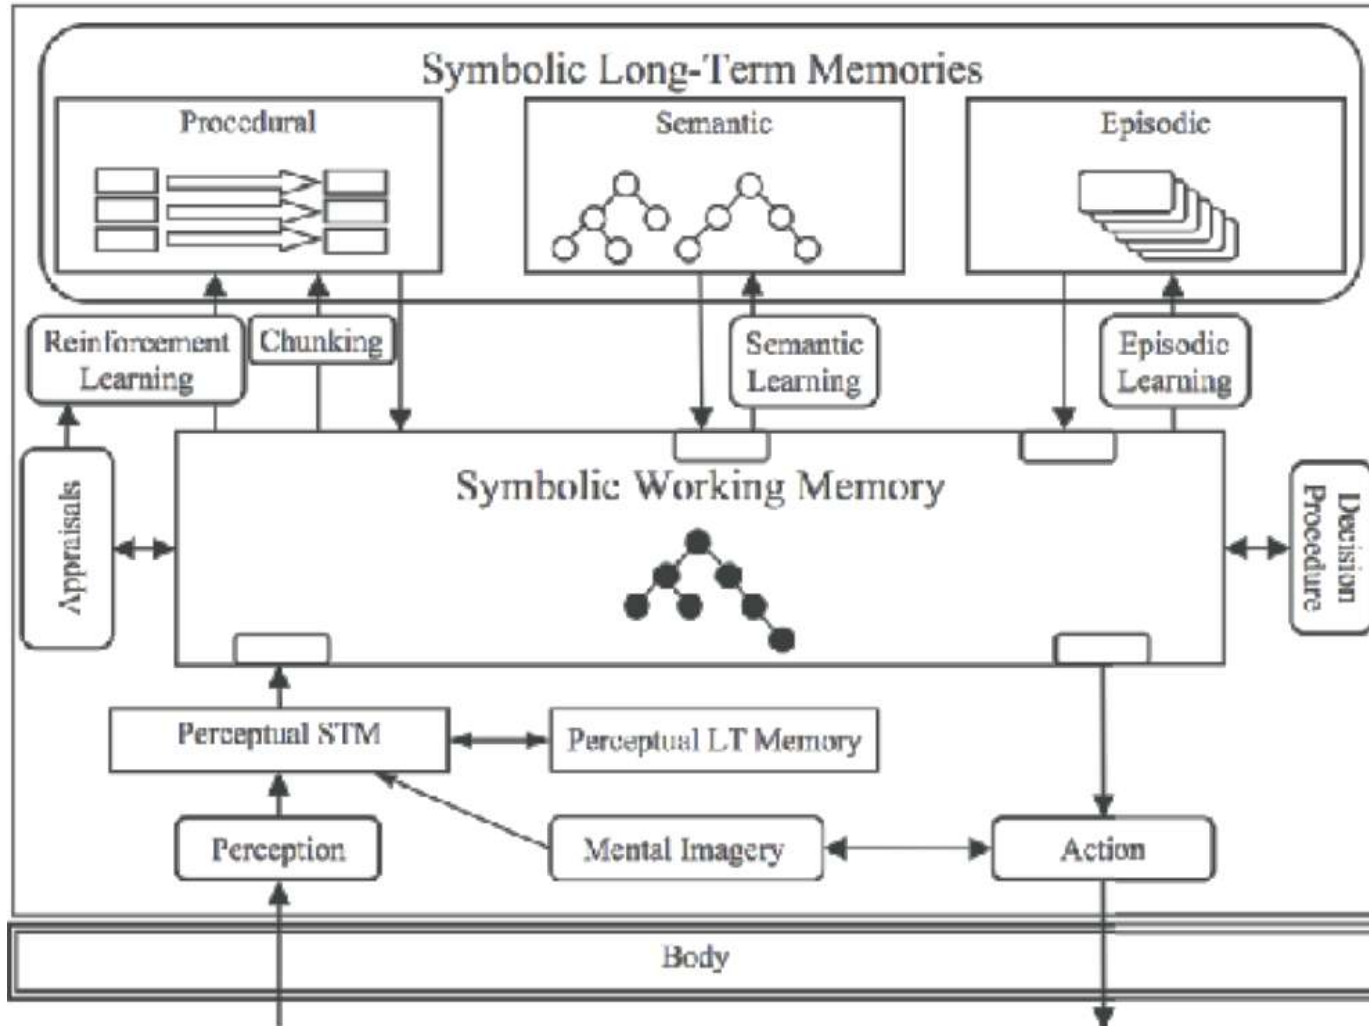 Symbolic Long-Term Memories
Procedural
Semantic
Episodic
Reinforcement
Learning
Chunking
Semantic
Learning
Episodic
Learning
Symbolic Working Memory
Appraisals
Decision
Procedure
Perceptual STM
Perceptual LT Memory
Perception
Mental Imagery
Action
Body